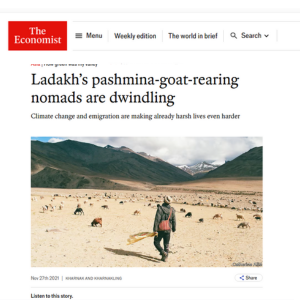 The
Economist
Menu
Weekly edition
The world in brief
Search
Asia | How green was my valley
Ladakh's pashmina-goat-rearing
nomads are dwindling
Climate change and emigration are making already harsh lives even harder
Nov 27th 2021 | KHARNAK AND KHARNAKLING
Share
Listen to this story.